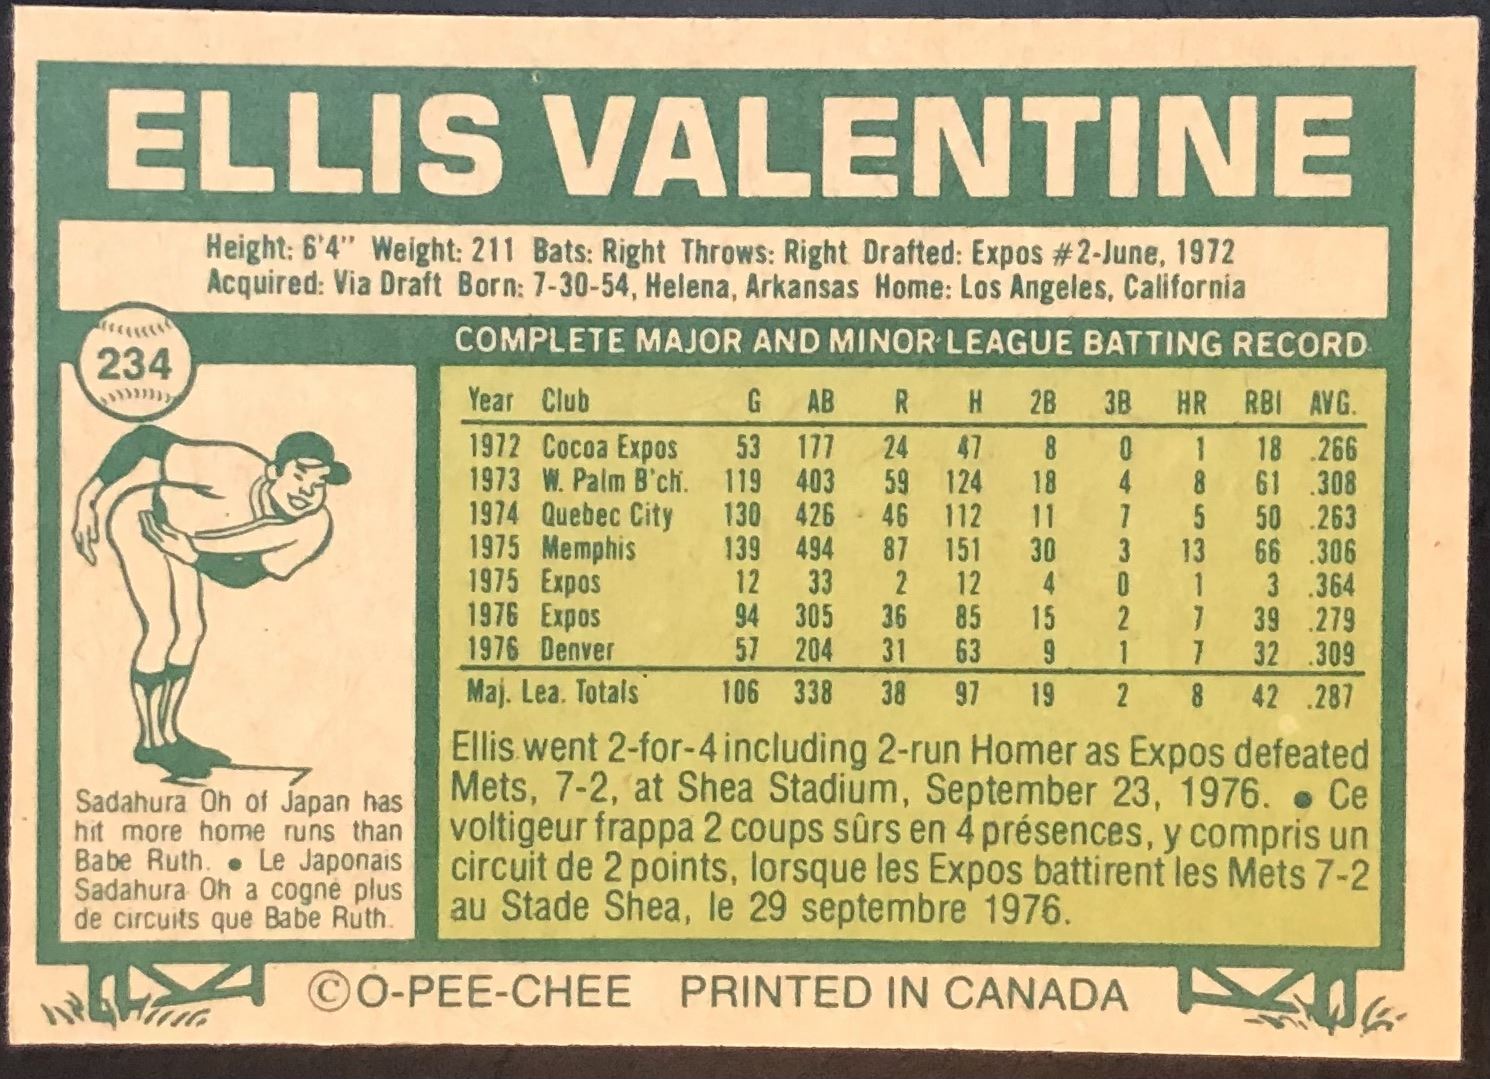 ELLIS VALENTINE
Height: 6'4" Weight: 211 Bats: Right Throws: Right Drafted: Expos #2-June, 1972
Acquired: Via Draft Born: 7-30-54, Helena, Arkansas Home: Los Angeles, California
234
COMPLETE MAJOR AND MINOR LEAGUE BATTING RECORD
Year Club G AB R H 2B 3B HR RBI AVG.
1972 Cocoa Expos 53 177 24 47 8 0 1 18 .266
1973 W. Palm B'ch. 119 403 59 124 18 4 8 61 .308
1974 Quebec City 130 426 46 112 11 7 5 50 .263
1975 Memphis 139 494 87 151 30 3 13 66 .306
1975 Expos 12 33 2 12 4 0 1 3 .364
1976 Expos 94 305 36 85 15 2 7 39 .279
1976 Denver 57 204 31 63 9 1 7 32 .309
Maj. Lea. Totals 106 338 38 97 19 2 8 42 .287
Ellis went 2-for-4 including 2-run Homer as Expos defeated
Mets, 7-2, at Shea Stadium, September 23, 1976. • Ce
voltigeur frappa 2 coups sûrs en 4 présences, y compris un
circuit de 2 points, lorsque les Expos battirent les Mets 7-2
au Stade Shea, le 29 septembre 1976.
Sadahura Oh of Japan has
hit more home runs than
Babe Ruth. • Le Japonais
Sadahura Oh a cogné plus
de circuits que Babe Ruth.
©O-PEE-CHEE PRINTED IN CANADA